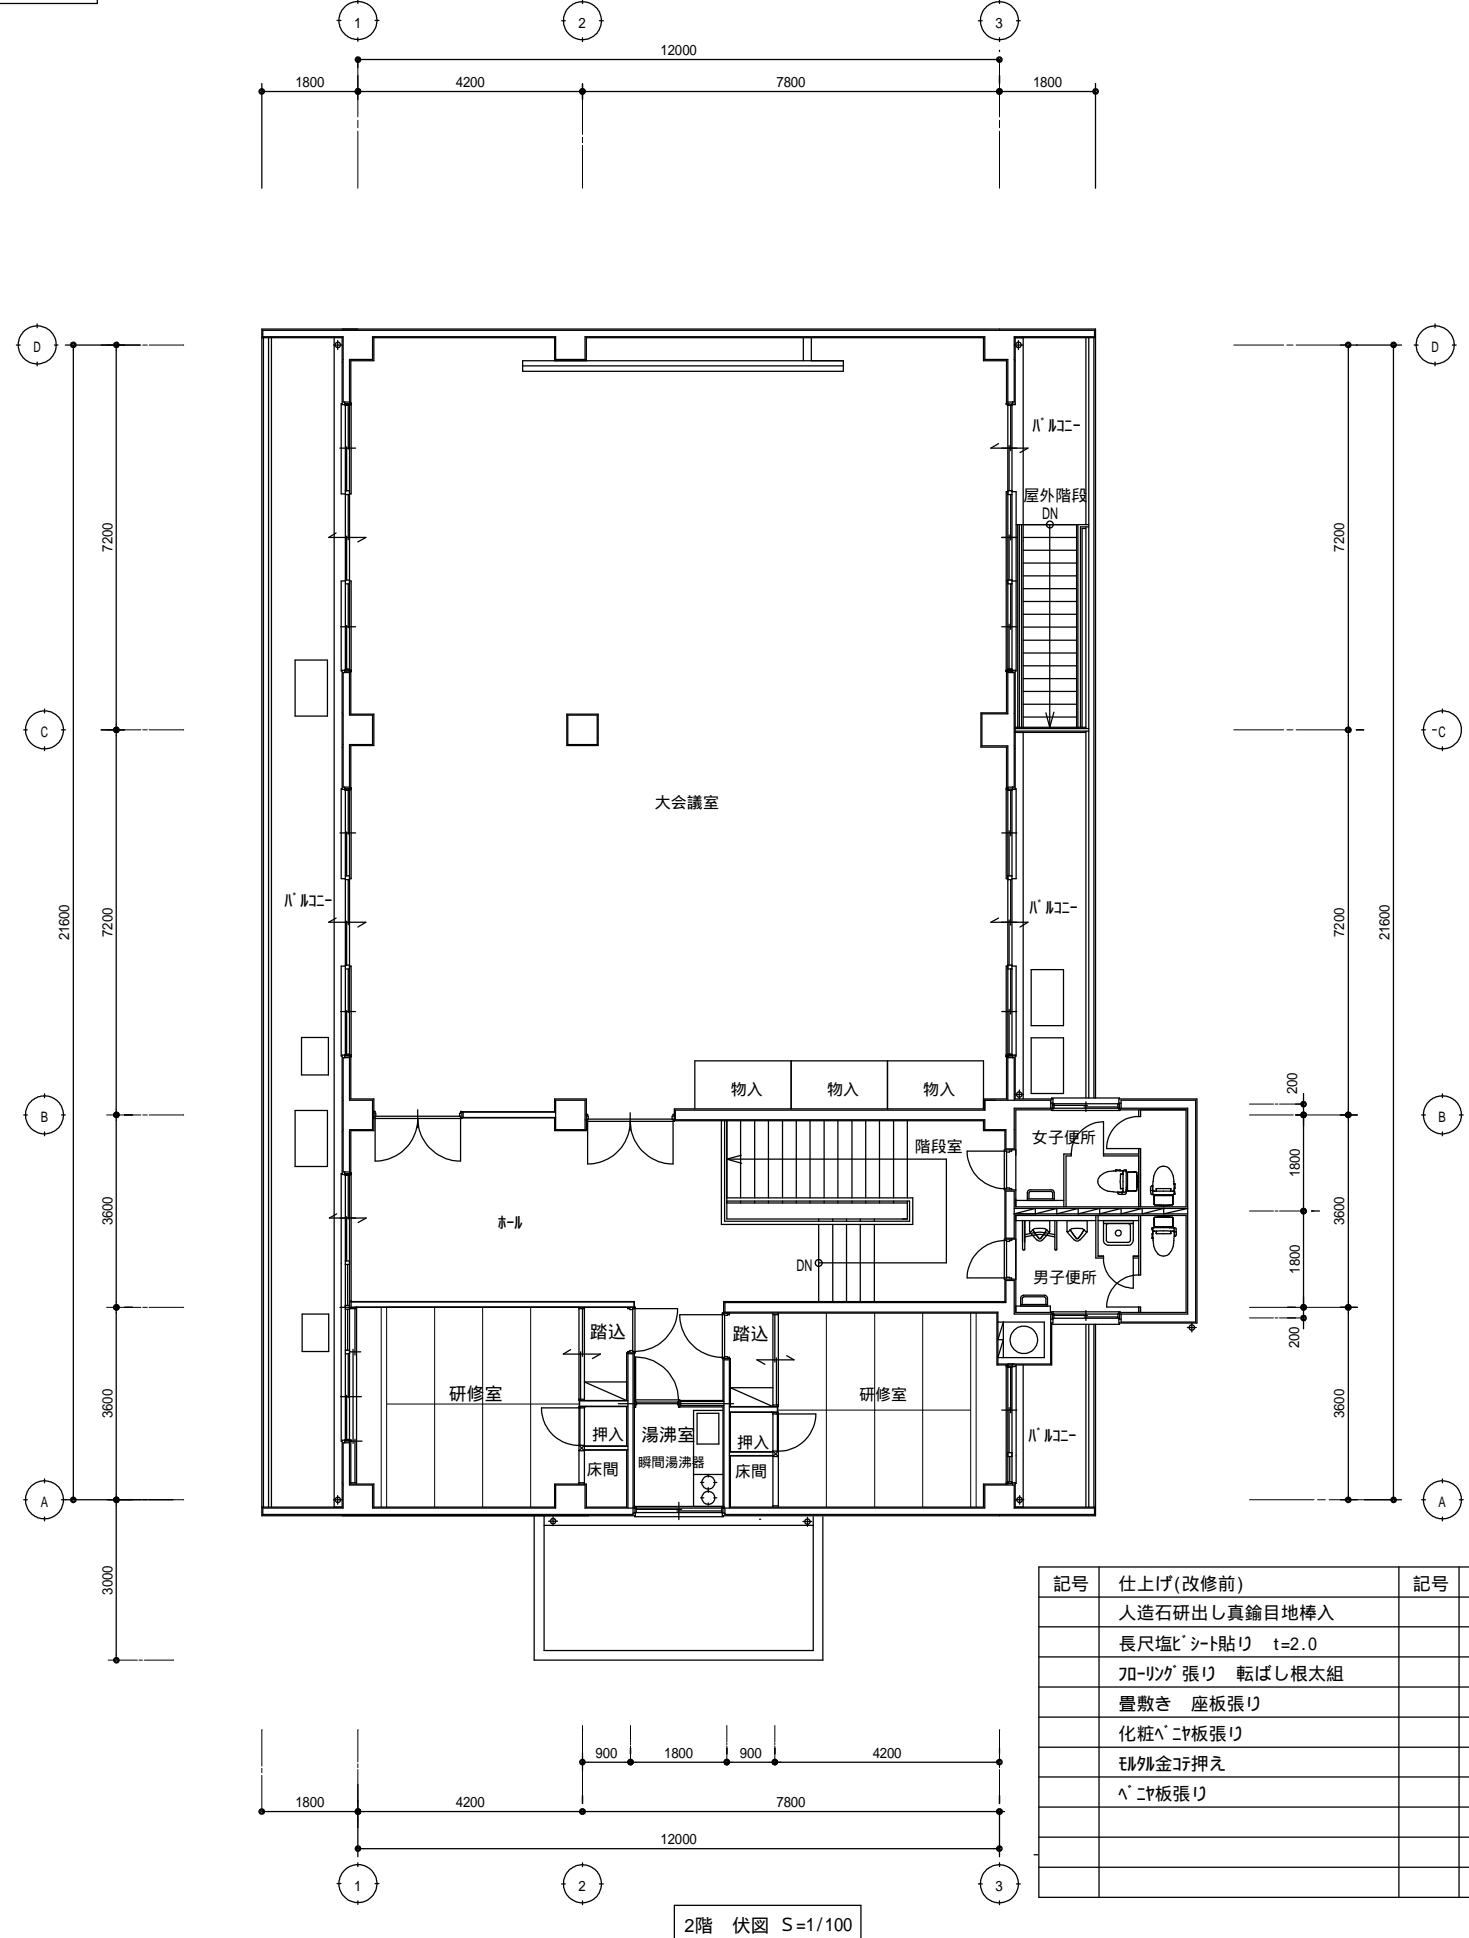 1 2 3
12000
1800 4200 7800 1800
D D
バルコニー
屋外階段
DN
7200 7200
C C
大会議室
バルコニー バルコニー
21600 7200 7200 21600
物入 物入 物入
200
B B
女子便所
階段室
1800
3600 ホール 3600
DN
男子便所
1800
踏込 踏込
200
研修室 研修室
3600 3600
押入 湯沸室 押入
バルコニー
瞬間湯沸器
床間 床間
A A
3000
記号 仕上げ(改修前) 記号
人造石研出し真鍮目地棒入
長尺塩ビシート貼り t=2.0
フローリング張り 転ばし根太組
畳敷き 座板張り
化粧ベニヤ板張り
モルタル金コテ押え
ベニヤ板張り
900 1800 900 4200
1800 4200 7800
12000
1 2 3
2階 伏図 S=1/100